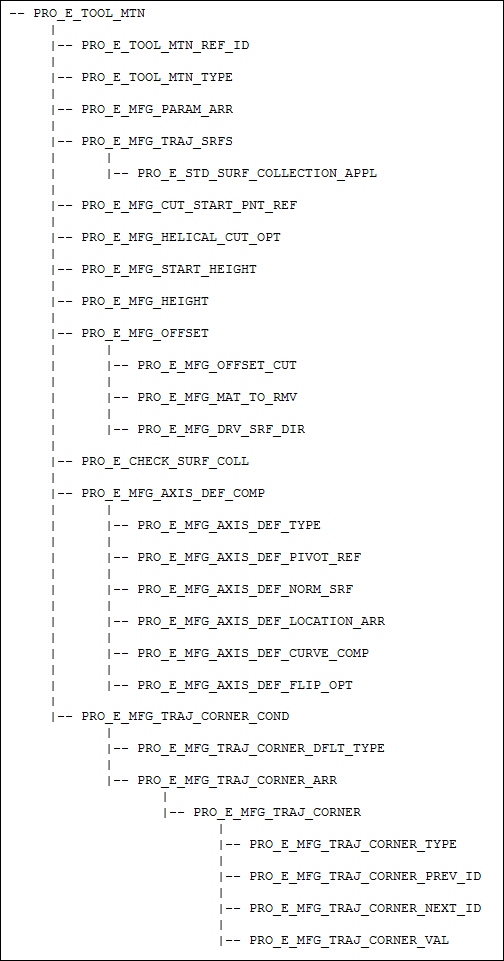 -- PRO_E_TOOL_MTN
|-- PRO_E_TOOL_MTN_REF_ID
|-- PRO_E_TOOL_MTN_TYPE
|-- PRO_E_MFG_PARAM_ARR
|-- PRO_E_MFG_TRAJ_SRFS
|-- PRO_E_STD_SURF_COLLECTION_APPL
|-- PRO_E_MFG_CUT_START_PNT_REF
|-- PRO_E_MFG_HELICAL_CUT_OPT
|-- PRO_E_MFG_START_HEIGHT
|-- PRO_E_MFG_HEIGHT
|-- PRO_E_MFG_OFFSET
|-- PRO_E_MFG_OFFSET_CUT
|-- PRO_E_MFG_MAT_TO_RMV
|-- PRO_E_MFG_DRV_SRF_DIR
|-- PRO_E_CHECK_SURF_COLL
|-- PRO_E_MFG_AXIS_DEF_COMP
|-- PRO_E_MFG_AXIS_DEF_TYPE
|-- PRO_E_MFG_AXIS_DEF_PIVOT_REF
|-- PRO_E_MFG_AXIS_DEF_NORM_SRF
|-- PRO_E_MFG_AXIS_DEF_LOCATION_ARR
|-- PRO_E_MFG_AXIS_DEF_CURVE_COMP
|-- PRO_E_MFG_AXIS_DEF_FLIP_OPT
|-- PRO_E_MFG_TRAJ_CORNER_COND
|-- PRO_E_MFG_TRAJ_CORNER_DFLT_TYPE
|-- PRO_E_MFG_TRAJ_CORNER_ARR
|-- PRO_E_MFG_TRAJ_CORNER
|-- PRO_E_MFG_TRAJ_CORNER_TYPE
|-- PRO_E_MFG_TRAJ_CORNER_PREV_ID
|-- PRO_E_MFG_TRAJ_CORNER_NEXT_ID
|-- PRO_E_MFG_TRAJ_CORNER_VAL